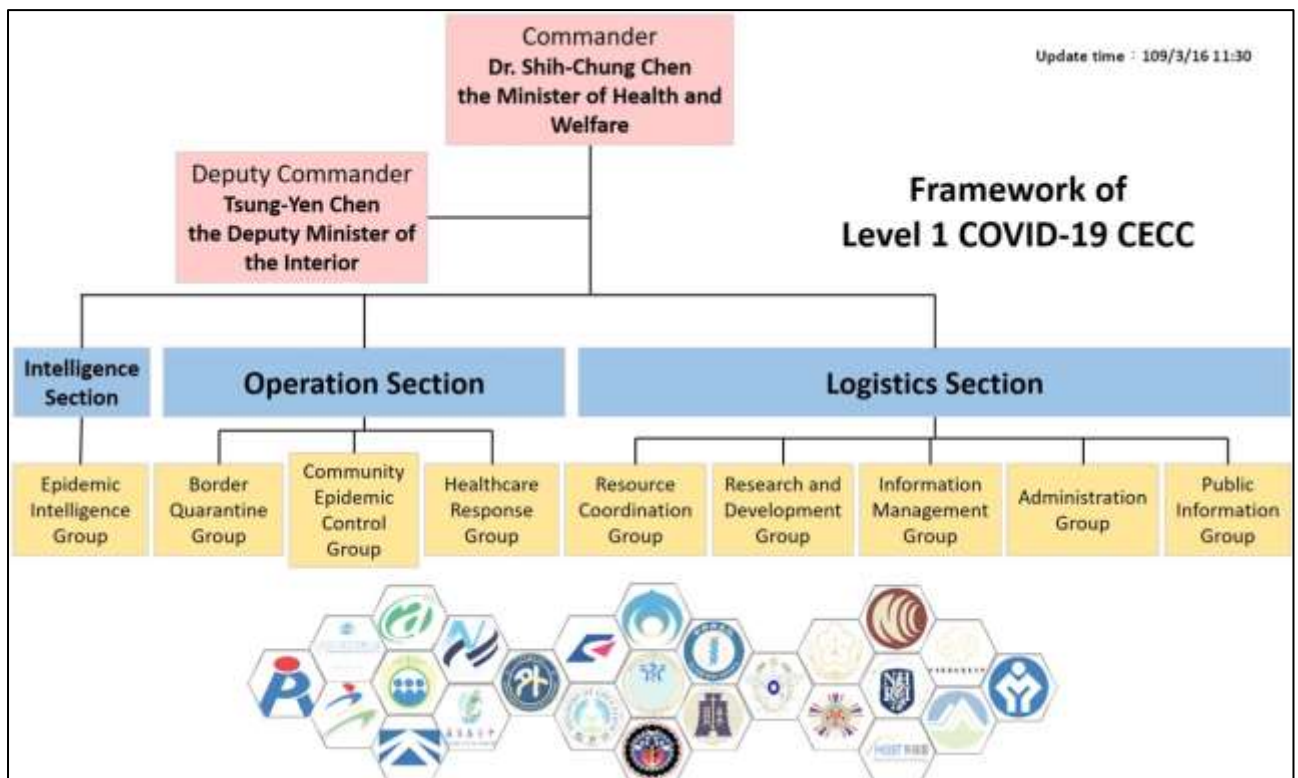 Commander
Dr. Shih-Chung Chen
the Minister of Health and
Welfare
Update time：109/3/16 11:30
Deputy Commander
Tsung-Yen Chen
the Deputy Minister of
the Interior
Framework of
Level 1 COVID-19 CECC
Intelligence
Section
Operation Section
Logistics Section
Epidemic
Intelligence
Group
Border
Quarantine
Group
Community
Epidemic
Control
Group
Healthcare
Response
Group
Resource
Coordination
Group
Research and
Development
Group
Information
Management
Group
Administration
Group
Public
Information
Group